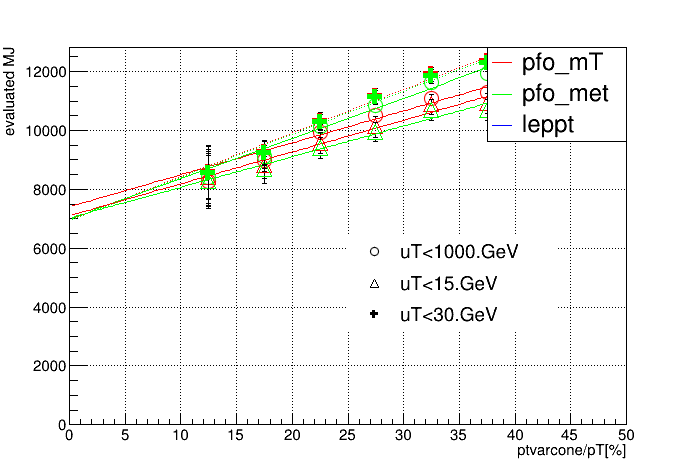 evaluated MJ
12000
10000
8000
6000
4000
2000
0
pfo_mT
pfo_met
leppt
uT<1000.GeV
uT<15.GeV
uT<30.GeV
0 5 10 15 20 25 30 35 40 45 50
ptvarcone/pT[%]